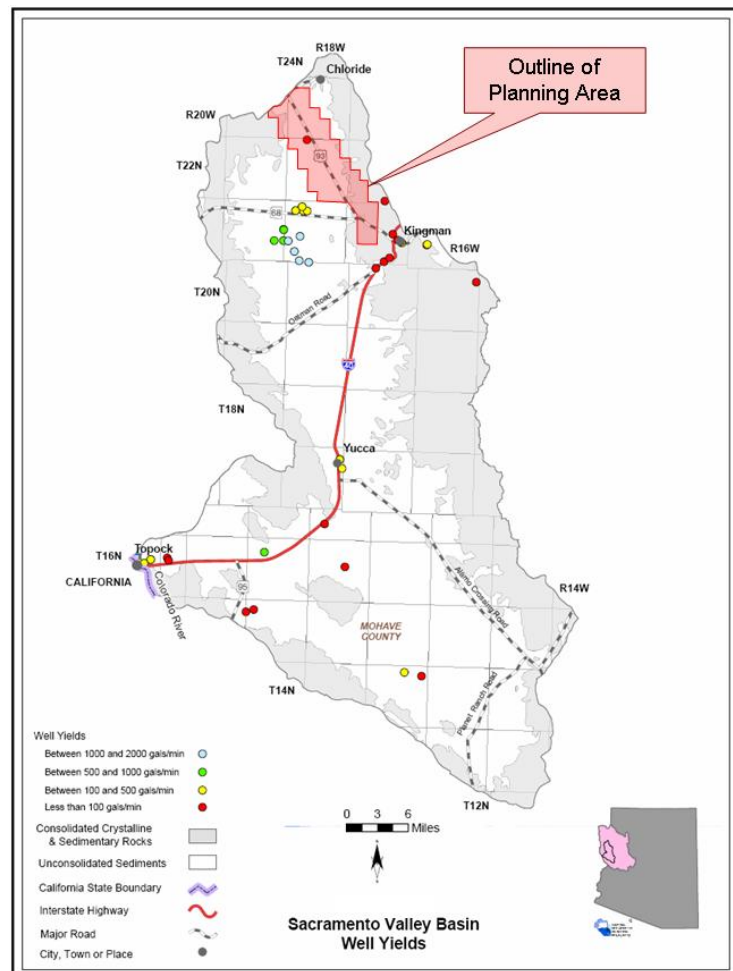 R18W
T24N
Chloride
Outline of
Planning Area
R20W
93
T22N
68
Kingman
R16W
T20N
Oatman Road
40
T18N
Yucca
T16N
Topock
CALIFORNIA
Colorado River
95
Alamo Crossing Road
R14W
MOHAVE
COUNTY
T14N
Planet Ranch Road
T12N
Well Yields
Between 1000 and 2000 gals/min
Between 500 and 1000 gals/min
Between 100 and 500 gals/min
Less than 100 gals/min
Consolidated Crystalline
& Sedimentary Rocks
Unconsolidated Sediments
California State Boundary
Interstate Highway
Major Road
City, Town or Place
0 3 6
Miles
Sacramento Valley Basin
Well Yields